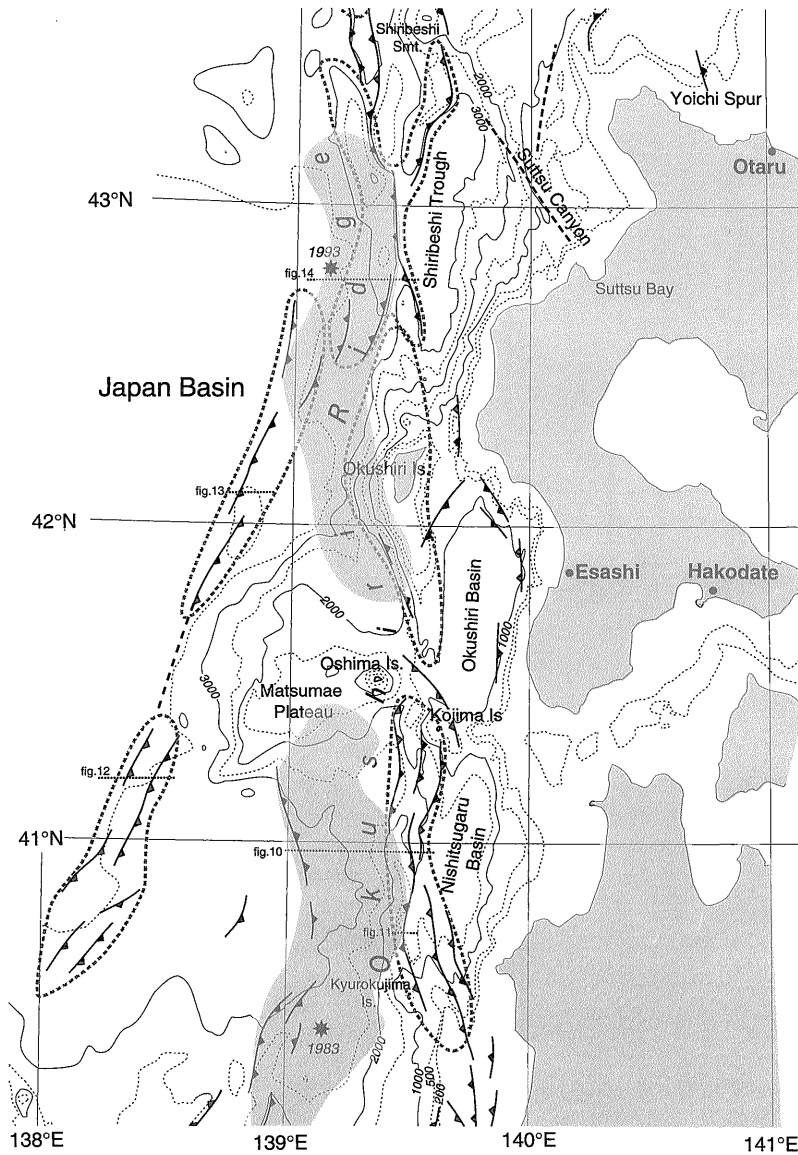 Shiribeshi
Smt.
2000
3000
Yoichi Spur
Otaru
Suttsu Canyon
Shiribeshi Trough
43°N
1993
fig.14
Suttsu Bay
Japan Basin
Okushiri Ridge
Okushiri Is.
fig.13
42°N
Esashi
Hakodate
Okushiri Basin
2000
1000
3000
Oshima Is.
Matsumae
Plateau
Kojima Is
fig.12
41°N
fig.10
Nishitsugaru
Basin
fig.11
Kyurokujima
Is.
1983
2000
1000
500
200
138°E
139°E
140°E
141°E